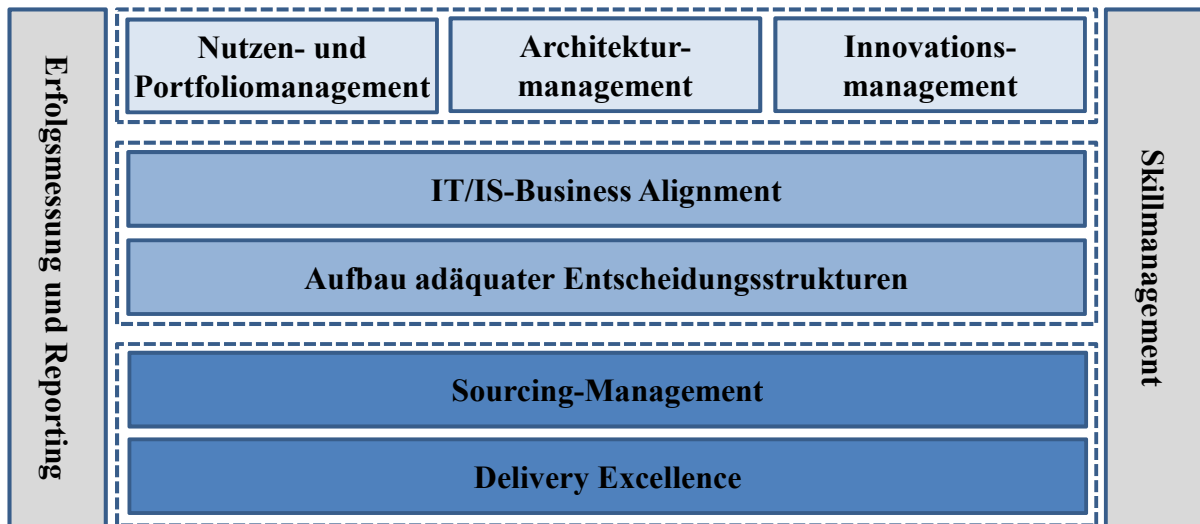 Erfolgsmessung und Reporting
Nutzen- und
Portfoliomanagement
Architektur-
management
Innovations-
management
IT/IS-Business Alignment
Aufbau adäquater Entscheidungsstrukturen
Sourcing-Management
Delivery Excellence
Skillmanagement